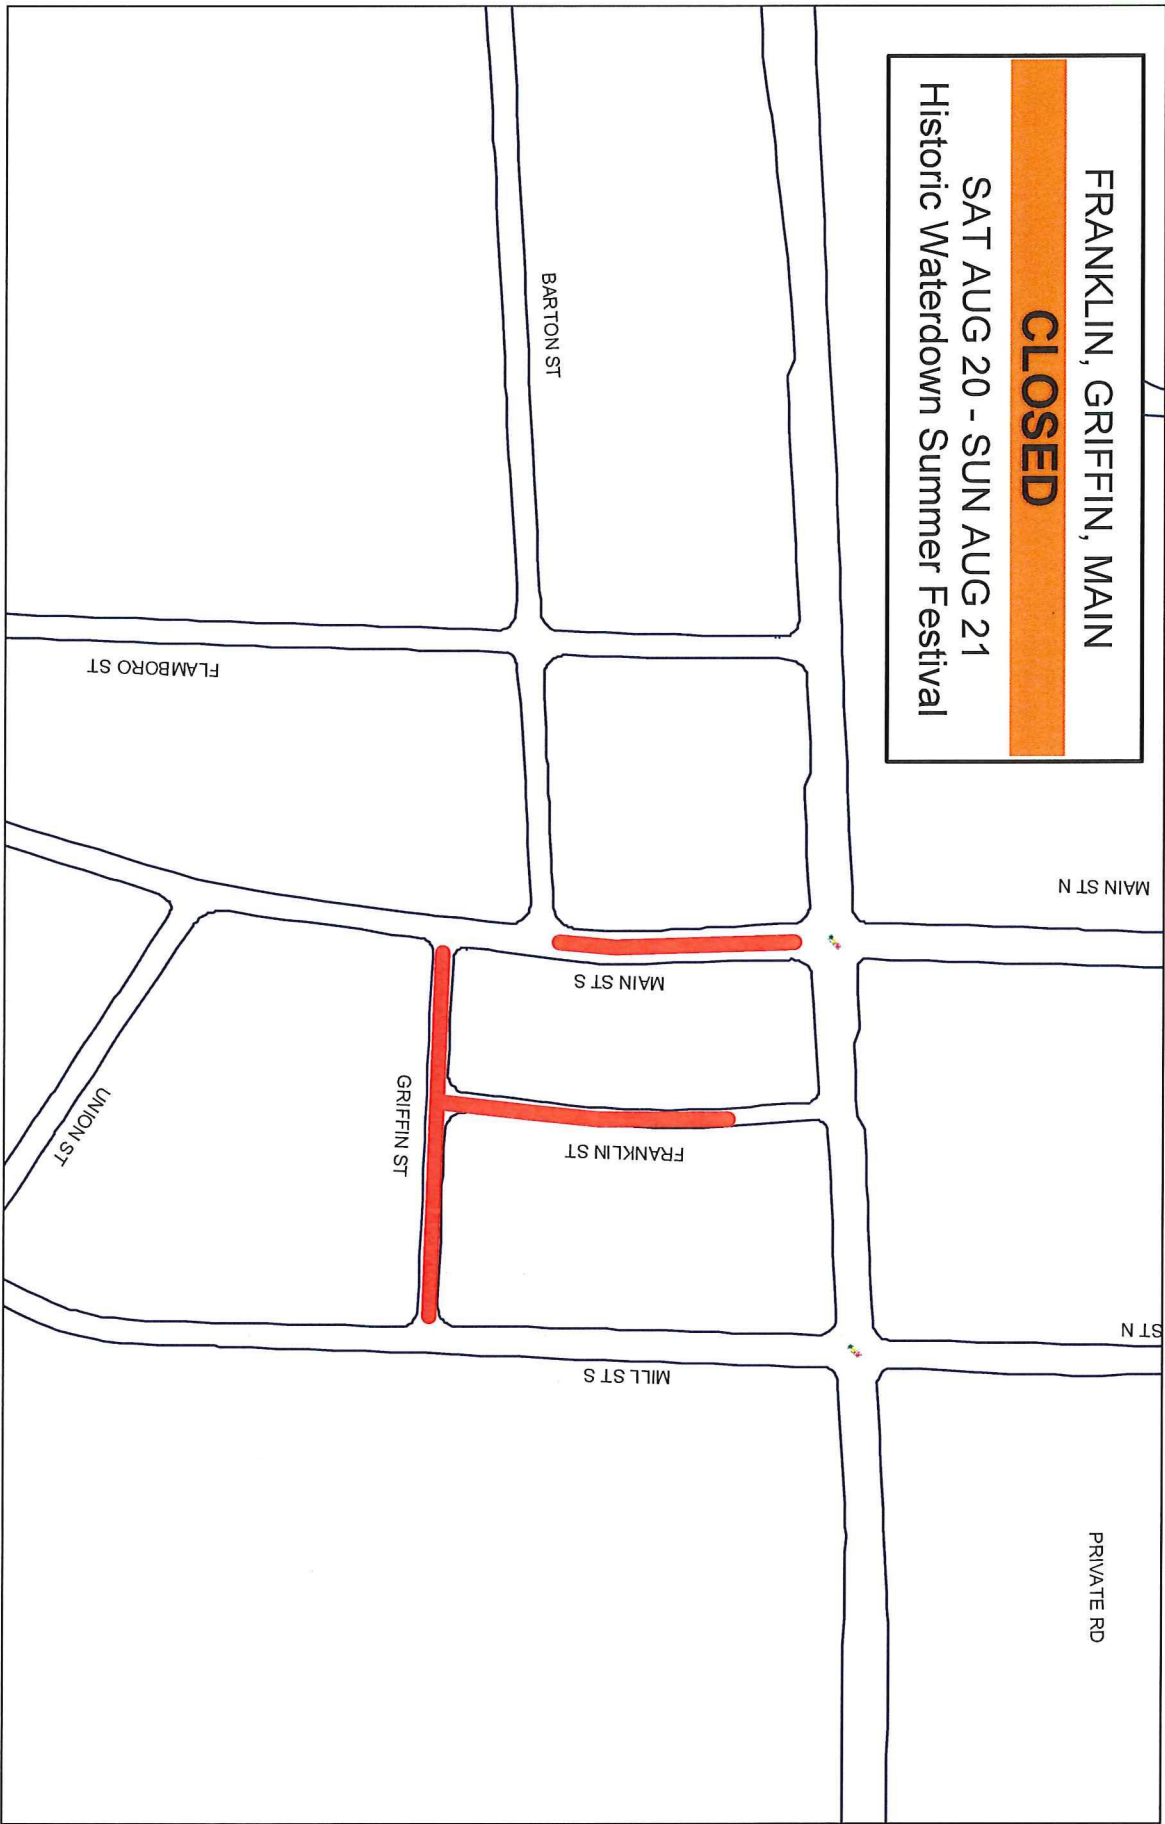 FRANKLIN, GRIFFIN, MAIN
CLOSED
SAT AUG 20 - SUN AUG 21
Historic Waterdown Summer Festival
MAIN ST N
ST N
PRIVATE RD
BARTON ST
MAIN ST S
FRANKLIN ST
MILL ST S
GRIFFIN ST
FLAMBORO ST
UNION ST